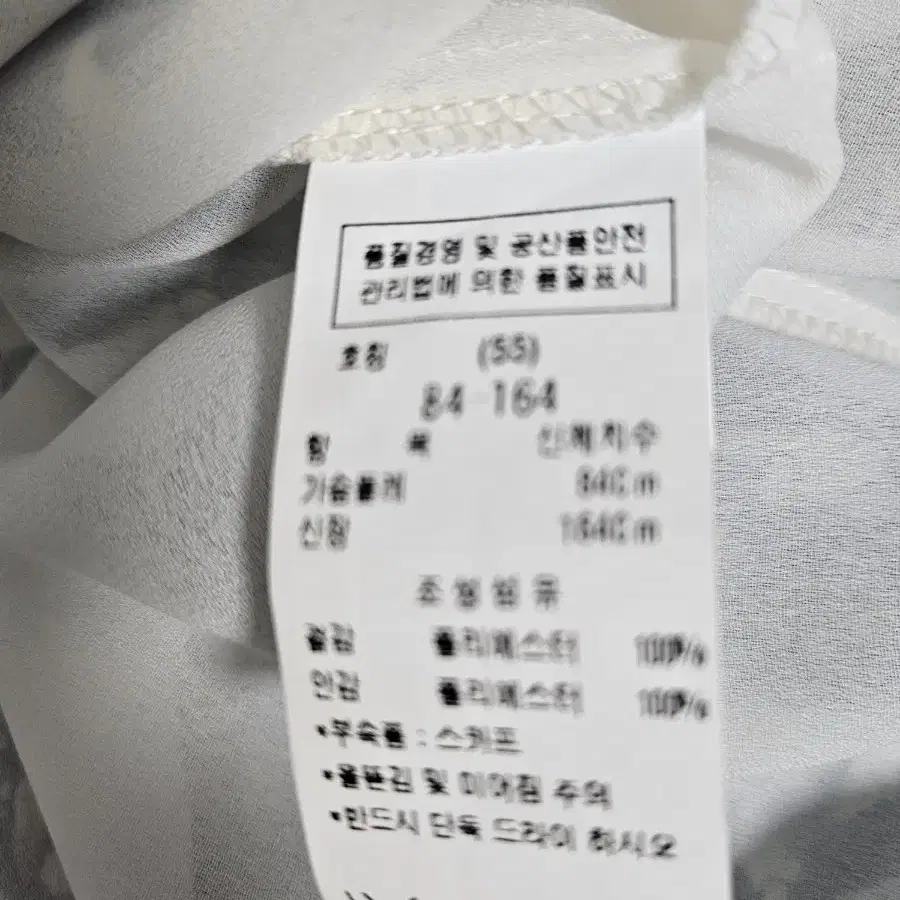 품질경영 및 공산품안전
관리법에 의한 품질표시
호칭 (55)
84 164
항 목 신체치수
가슴둘레 84Cm
신장 164Cm
조성섬유
겉감 폴리에스터 100%
안감 폴리에스터 100%
•부속품 : 스카프
•올뜯김 및 미어짐 주의
•반드시 단독 드라이 하시오